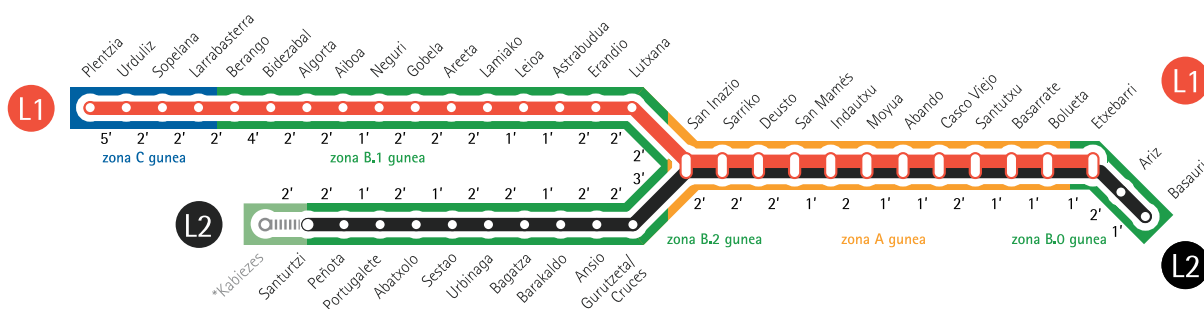 Plentzia
Urduliz
Sopelana
Larrabasterra
Berango
Bidezabal
Algorta
Aiboa
Neguri
Gobela
Areeta
Lamiako
Leioa
Astrabudua
Erandio
Lutxana
San Inazio
Sarriko
Deusto
San Mamés
Indautxu
Moyua
Abando
Casco Viejo
Santutxu
Basarrate
Bolueta
Etxebarri
Ariz
Basauri
L1
L1
5' 2' 2' 2' 4' 2' 2' 1' 2' 2' 2' 1' 1' 2' 2'
zona C gunea
zona B.1 gunea
2'
3'
2' 2' 1' 2' 1' 2' 2' 1' 2' 2'
L2
2' 2' 2' 1' 2 1' 1' 2' 1' 1' 1' 2' 1'
zona B.2 gunea
zona A gunea
zona B.0 gunea
L2
*Kabiezes
Santurtzi
Peñota
Portugalete
Abatxolo
Sestao
Urbinaga
Bagatza
Barakaldo
Ansio
Gurutzeta/
Cruces